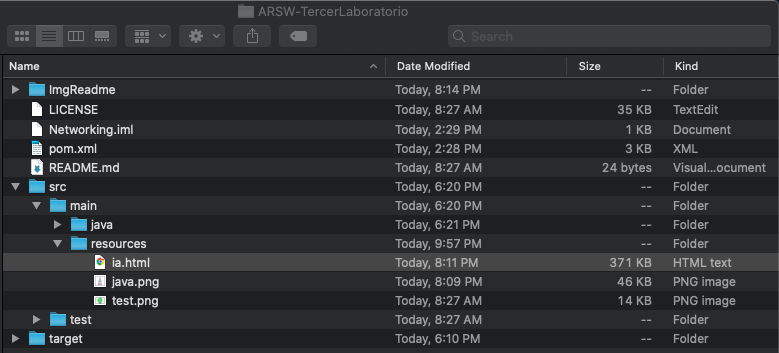 ARSW-TercerLaboratorio
Search
Name Date Modified Size Kind
ImgReadme Today, 8:14 PM -- Folder
LICENSE Today, 8:27 AM 35 KB TextEdit
Networking.iml Today, 2:29 PM 1 KB Document
pom.xml Today, 2:28 PM 3 KB XML
README.md Today, 8:27 AM 24 bytes Visual...ocument
src Today, 6:20 PM -- Folder
main Today, 6:20 PM -- Folder
java Today, 6:21 PM -- Folder
resources Today, 9:57 PM -- Folder
ia.html Today, 8:11 PM 371 KB HTML text
java.png Today, 8:09 PM 46 KB PNG image
test.png Today, 8:27 AM 14 KB PNG image
test Today, 8:27 AM -- Folder
target Today, 6:10 PM -- Folder